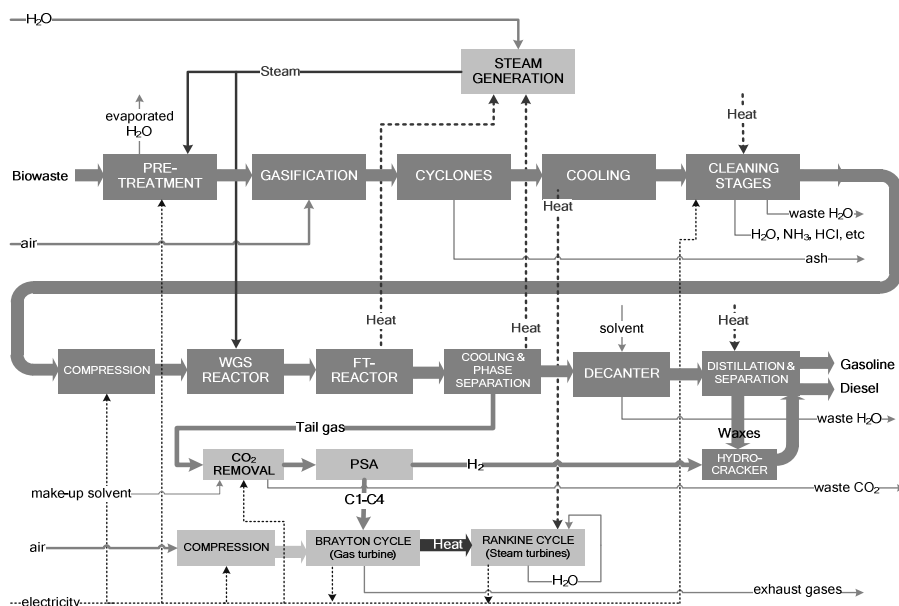 H₂O
STEAM
GENERATION
Steam
evaporated
H₂O
Heat
Biowaste
PRE-
TREATMENT
GASIFICATION
CYCLONES
COOLING
CLEANING
STAGES
Heat
waste H₂O
H₂O, NH₃, HCl, etc
air
ash
Heat
Heat
solvent
Heat
COMPRESSION
WGS
REACTOR
FT-
REACTOR
COOLING &
PHASE
SEPARATION
DECANTER
DISTILLATION &
SEPARATION
Gasoline
Diesel
waste H₂O
Tail gas
Waxes
CO₂
REMOVAL
PSA
H₂
HYDRO-
CRACKER
make-up solvent
waste CO₂
C1-C4
air
COMPRESSION
BRAYTON CYCLE
(Gas turbine)
Heat
RANKINE CYCLE
(Steam turbines)
H₂O
exhaust gases
electricity